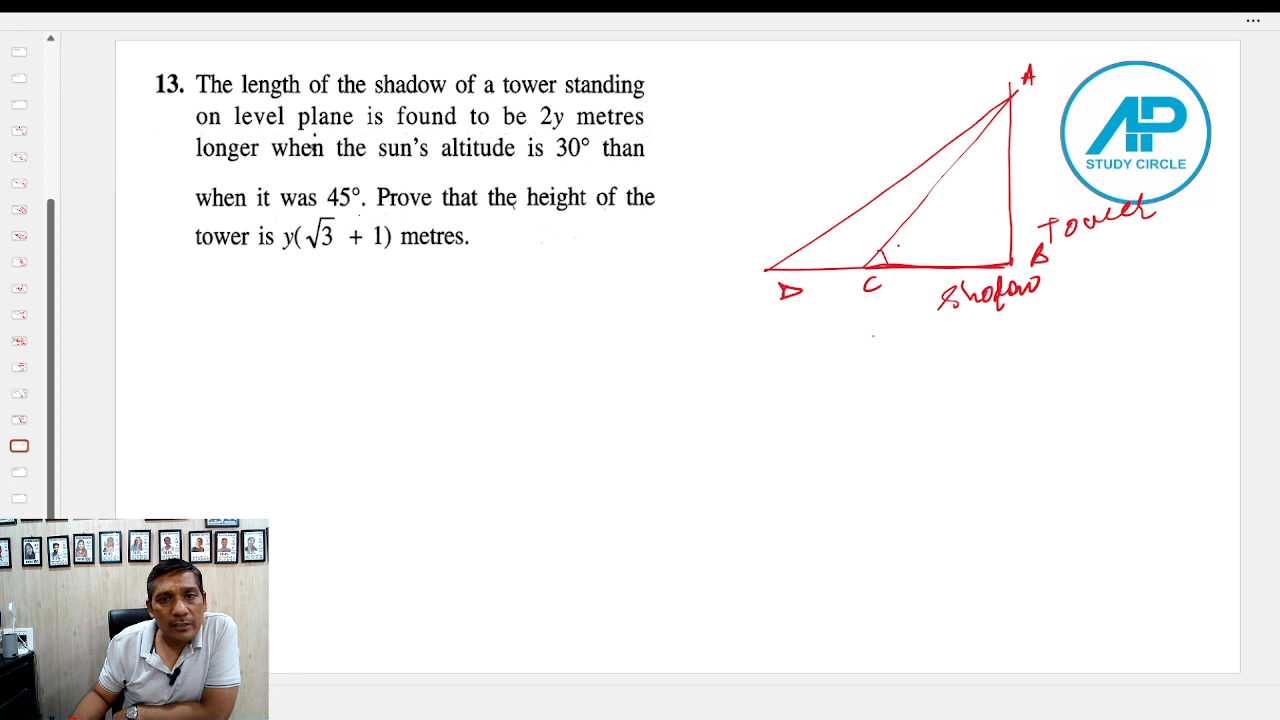 13. The length of the shadow of a tower standing
on level plane is found to be 2y metres
longer when the sun's altitude is 30° than
when it was 45°. Prove that the height of the
tower is y(√3 + 1) metres.
A
AP
STUDY CIRCLE
Tower
B
D
C